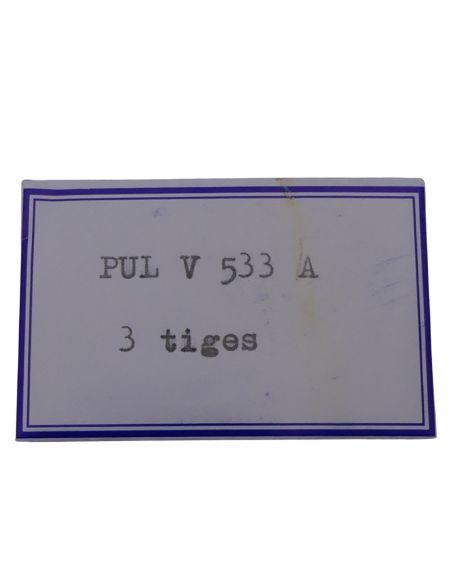 PUL V 533 A
3 tiges